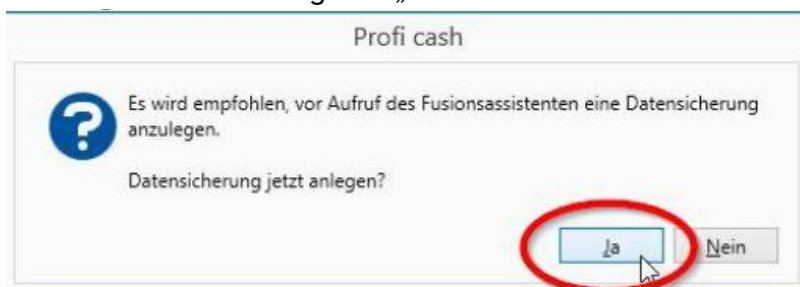 Profi cash
Es wird empfohlen, vor Aufruf des Fusionsassistenten eine Datensicherung
anzulegen.
Datensicherung jetzt anlegen?
Ja
Nein